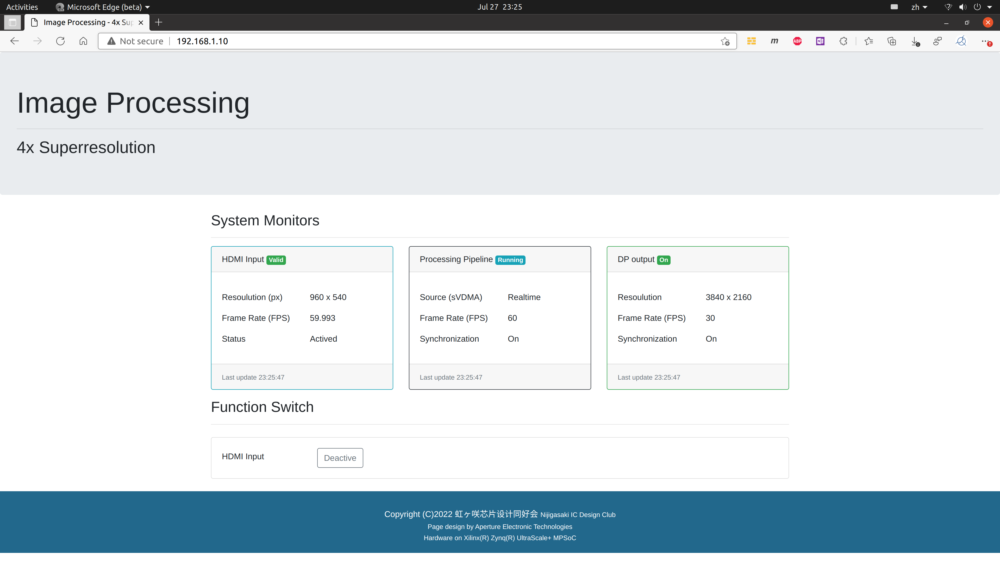 Activities Microsoft Edge (beta) Jul 27 23:25 zh
Image Processing - 4x Sup
Not secure 192.168.1.10 m ABP N
Image Processing
4x Superresolution
System Monitors
HDMI Input Valid
Resoulution (px) 960 x 540
Frame Rate (FPS) 59.993
Status Actived
Last update 23:25:47
Processing Pipeline Running
Source (sVDMA) Realtime
Frame Rate (FPS) 60
Synchronization On
Last update 23:25:47
DP output On
Resoulution 3840 x 2160
Frame Rate (FPS) 30
Synchronization On
Last update 23:25:47
Function Switch
HDMI Input Deactive
Copyright (C)2022 虹ヶ咲芯片设计同好会 Nijigasaki IC Design Club
Page design by Aperture Electronic Technologies
Hardware on Xilinx(R) Zynq(R) UltraScale+ MPSoC